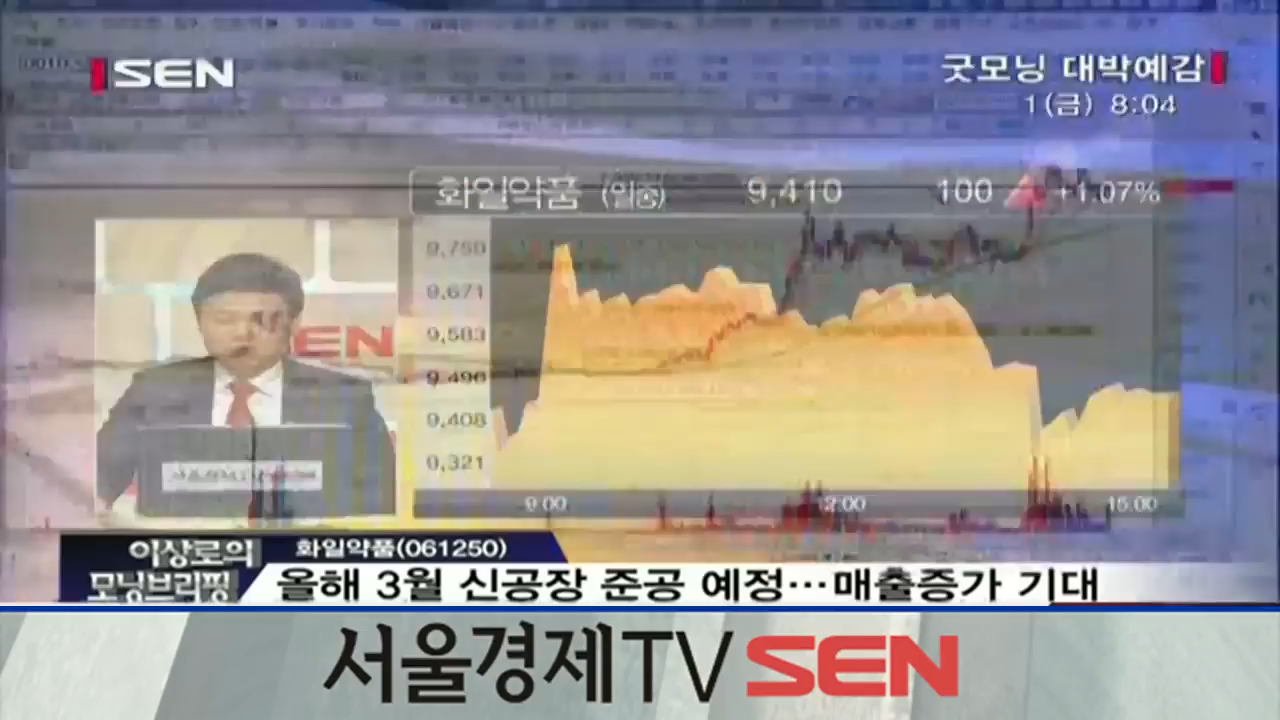 SEN
굿모닝 대박예감
1(금) 8:04
화일약품 (일중) 9,410 100 ▲ +1.07%
9,750
9,671
EN
9,583
9,496
9,408
9,321
9:00 12:00 15:00
이상로의
모닝브리핑
화일약품(061250)
올해 3월 신공장 준공 예정…매출증가 기대
서울경제TV SEN